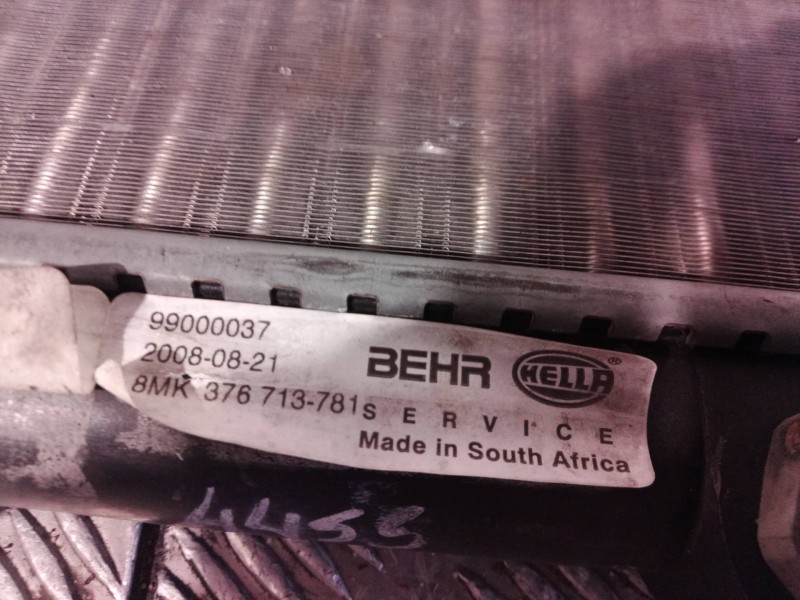 99000037
2008-08-21
8MK 376 713-781
BEHR HELLA®
SERVICE
Made in South Africa